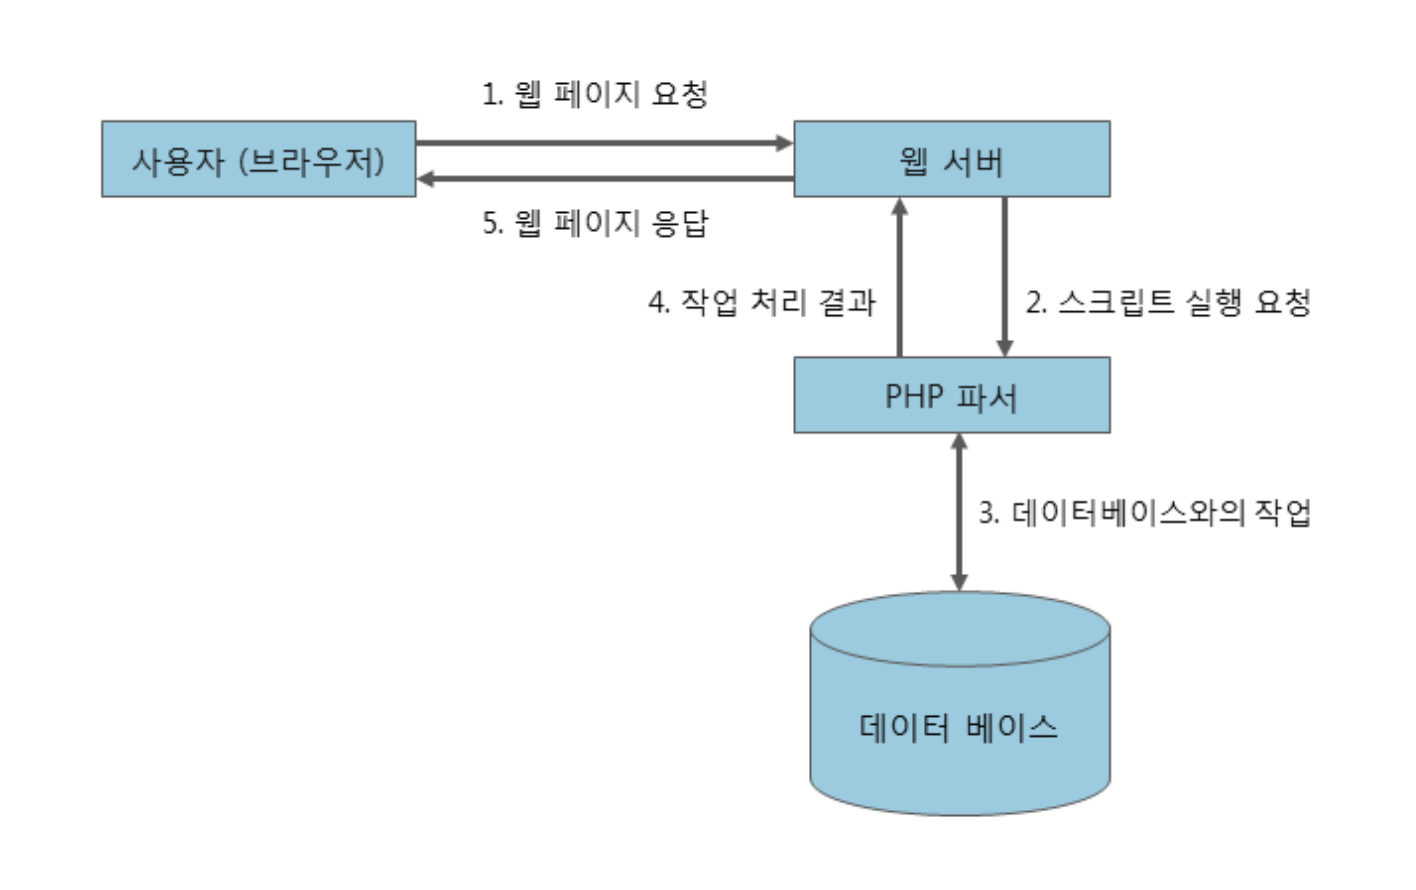 1. 웹 페이지 요청
사용자 (브라우저)
웹 서버
5. 웹 페이지 응답
4. 작업 처리 결과
2. 스크립트 실행 요청
PHP 파서
3. 데이터베이스와의 작업
데이터 베이스